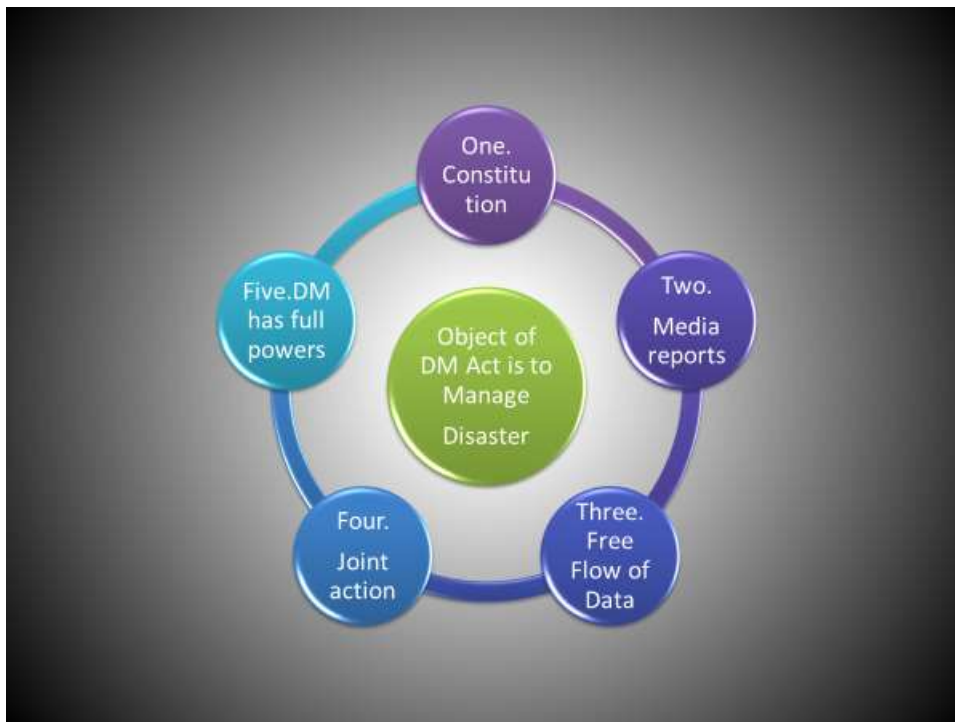 One.
Constitu
tion
Two.
Media
reports
Three.
Free
Flow of
Data
Four.
Joint
action
Five.DM
has full
powers
Object of
DM Act is to
Manage
Disaster